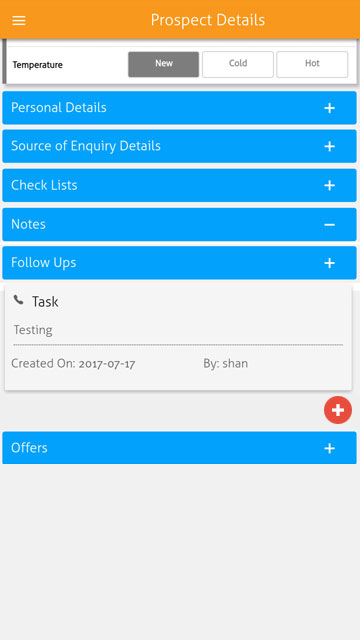 Prospect Details
Temperature New Cold Hot
Personal Details
Source of Enquiry Details
Check Lists
Notes
Follow Ups
Task
Testing
Created On: 2017-07-17 By: shan
Offers